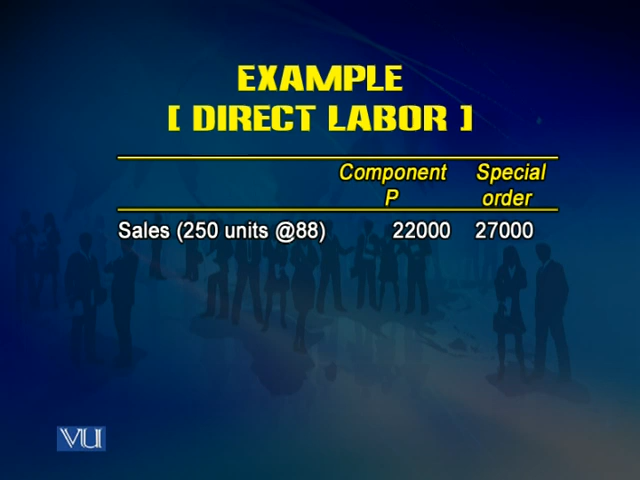 EXAMPLE
[ DIRECT LABOR ]
Component Special
P order
Sales (250 units @88) 22000 27000
VU